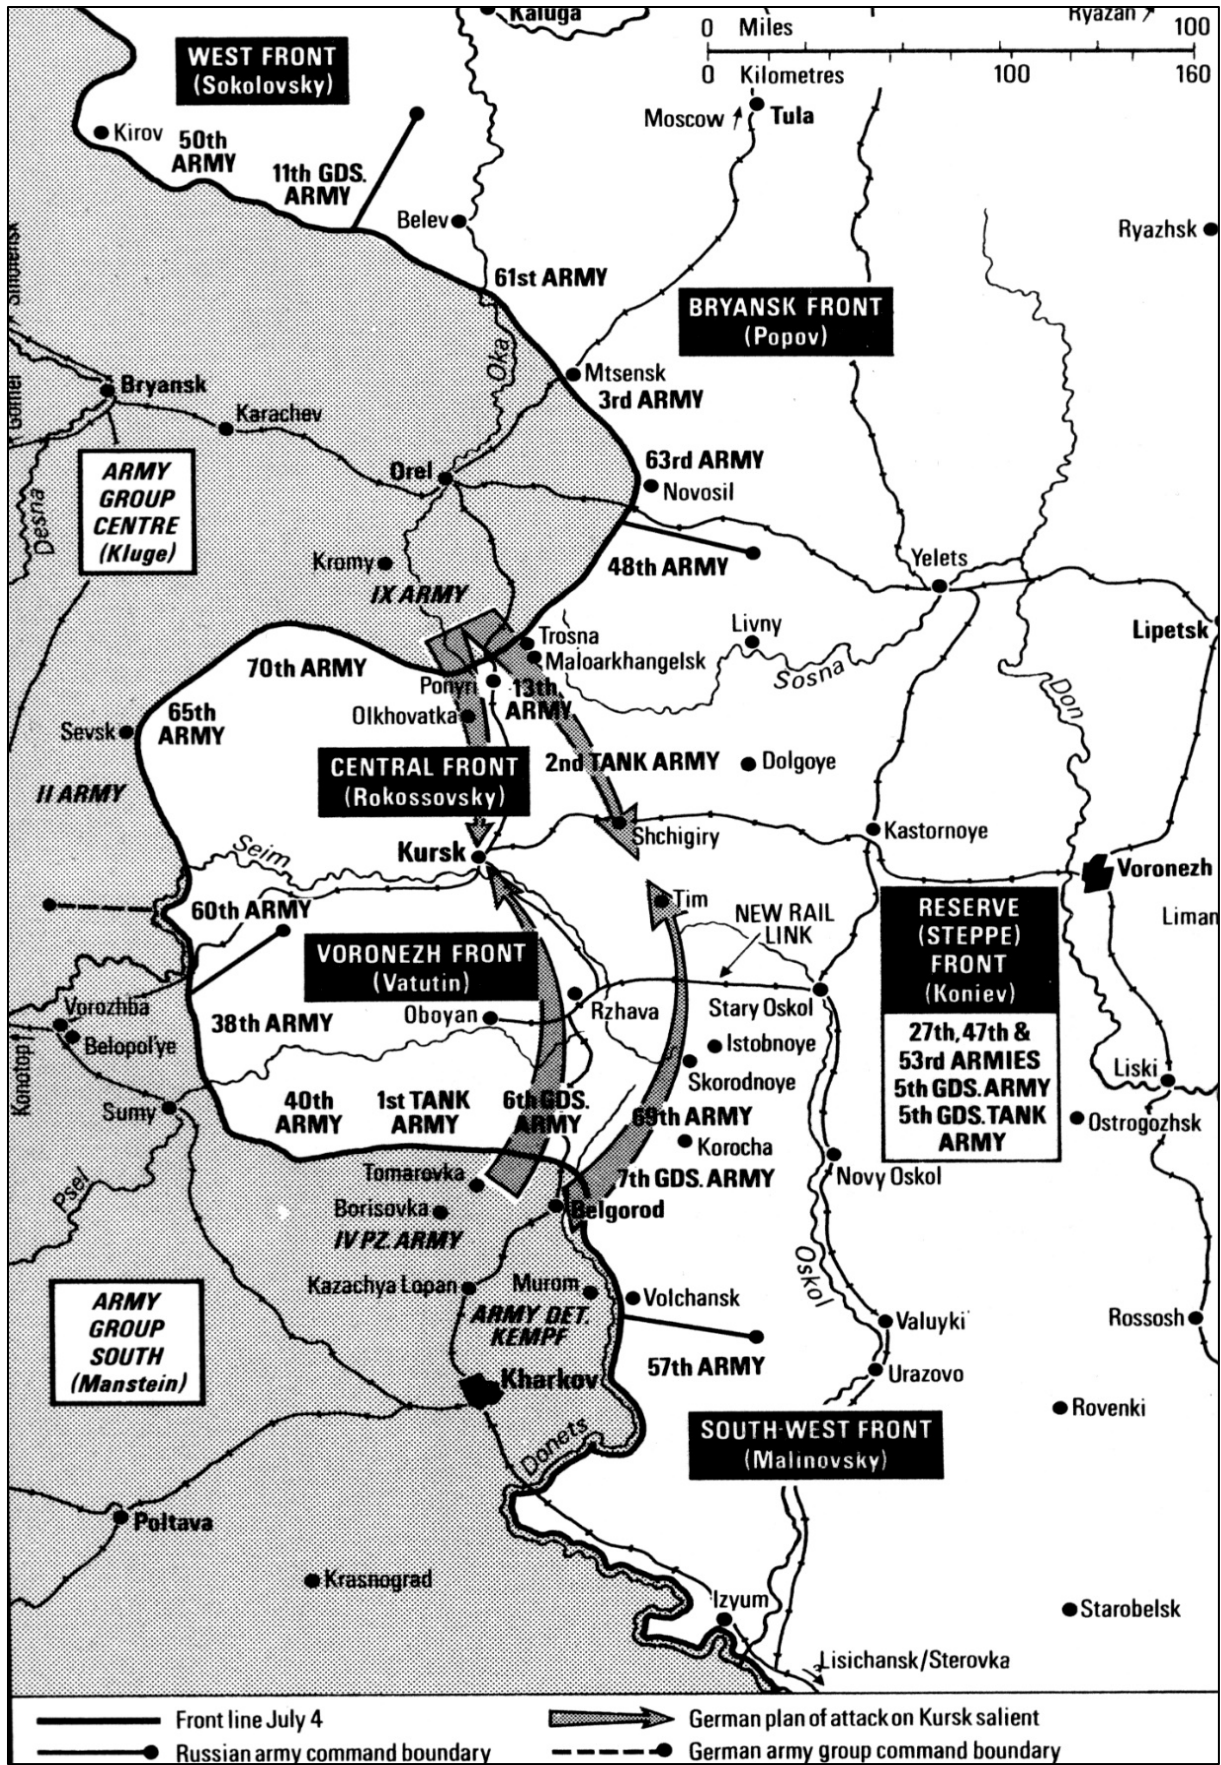 Kaluga
Ryazan
0 Miles 100
0 Kilometres 100 160
WEST FRONT
(Sokolovsky)
Moscow
Tula
Kirov
50th
ARMY
11th GDS.
ARMY
Belev
Ryazhsk
Smolensk
61st ARMY
BRYANSK FRONT
(Popov)
Oka
Mtsensk
3rd ARMY
Gomel
Bryansk
Karachev
63rd ARMY
Novosil
Orel
ARMY
GROUP
CENTRE
(Kluge)
Desna
Kromy
IX ARMY
48th ARMY
Yelets
Livny
Lipetsk
Trosna
Maloarkhangelsk
Sosna
Don
70th ARMY
Ponyri
13th
ARMY
65th
ARMY
Olkhovatka
Sevsk
CENTRAL FRONT
(Rokossovsky)
2nd TANK ARMY
Dolgoye
II ARMY
Shchigiry
Kastornoye
Seim
Kursk
Voronezh
Tim
60th ARMY
NEW RAIL
LINK
RESERVE
(STEPPE)
FRONT
(Koniev)
27th, 47th &
53rd ARMIES
5th GDS. ARMY
5th GDS. TANK
ARMY
Liman
VORONEZH FRONT
(Vatutin)
Vorozhba
Belopol'ye
Konotop
38th ARMY
Oboyan
Rzhava
Stary Oskol
Istobnoye
Skorodnoye
Liski
Sumy
40th
ARMY
1st TANK
ARMY
6th GDS.
ARMY
69th ARMY
Korocha
Ostrogozhsk
Psel
Tomarovka
7th GDS. ARMY
Novy Oskol
Borisovka
Belgorod
IV PZ. ARMY
Oskol
Kazachya Lopan
Murom
Volchansk
ARMY
GROUP
SOUTH
(Manstein)
ARMY DET.
KEMPF
Valuyki
Rossosh
57th ARMY
Urazovo
Kharkov
Rovenki
Donets
SOUTH-WEST FRONT
(Malinovsky)
Poltava
Krasnograd
Izyum
Starobelsk
Lisichansk/Sterovka
Front line July 4
German plan of attack on Kursk salient
Russian army command boundary
German army group command boundary